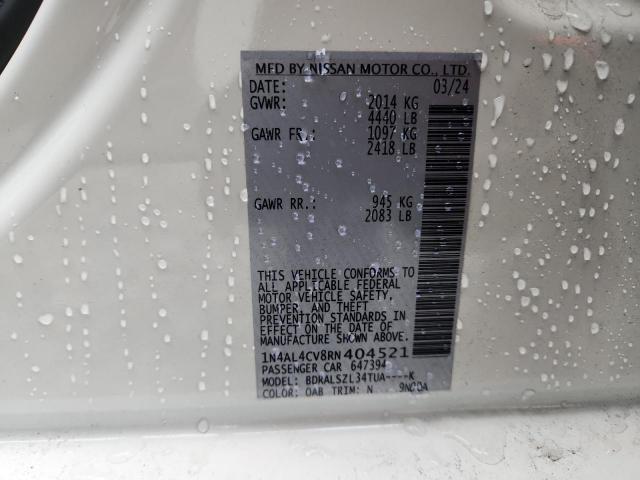 MFD BY NISSAN MOTOR CO., LTD.
DATE: 03/24
GVWR: 2014 KG
4440 LB
GAWR FR.: 1097 KG
2418 LB
GAWR RR.: 945 KG
2083 LB
THIS VEHICLE CONFORMS TO
ALL APPLICABLE FEDERAL
MOTOR VEHICLE SAFETY,
BUMPER, AND THEFT
PREVENTION STANDARDS
IN EFFECT ON THE DATE OF
MANUFACTURE SHOWN ABOVE
1N4AL4CV8RN404521
PASSENGER CAR 647394
MODEL: BDRALSZL34TUA----K
COLOR: QAB TRIM: N